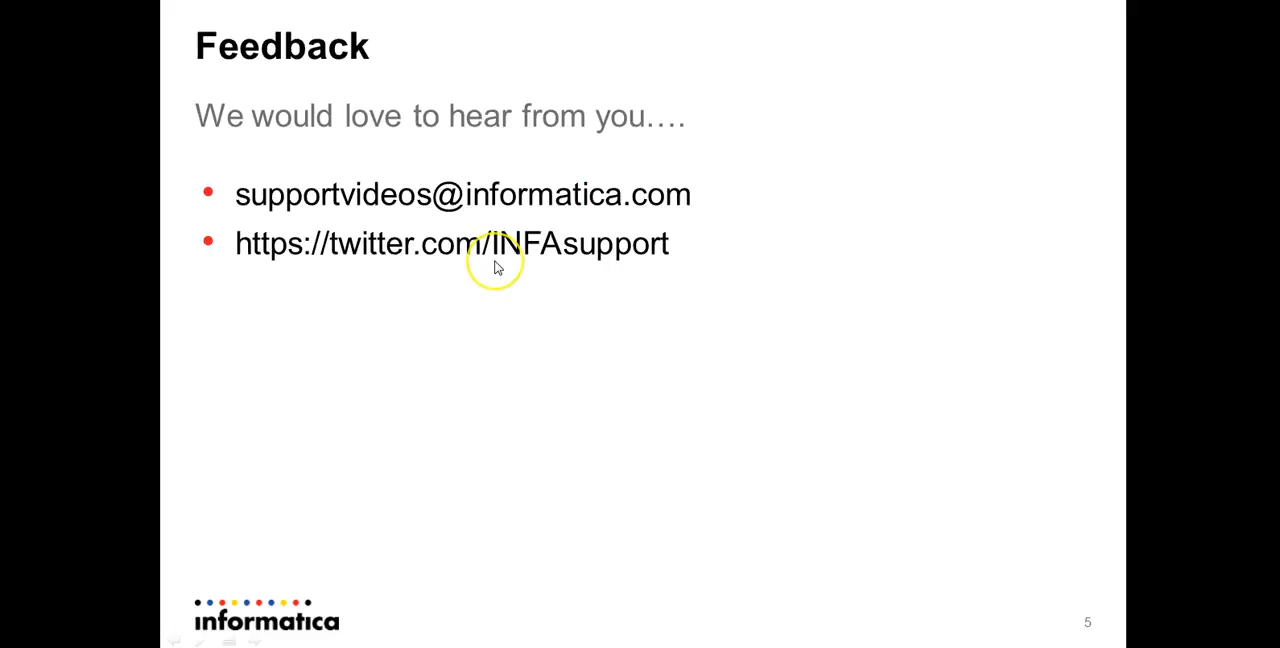 Feedback
We would love to hear from you….
• supportvideos@informatica.com
• https://twitter.com/INFAsupport
informatica
5